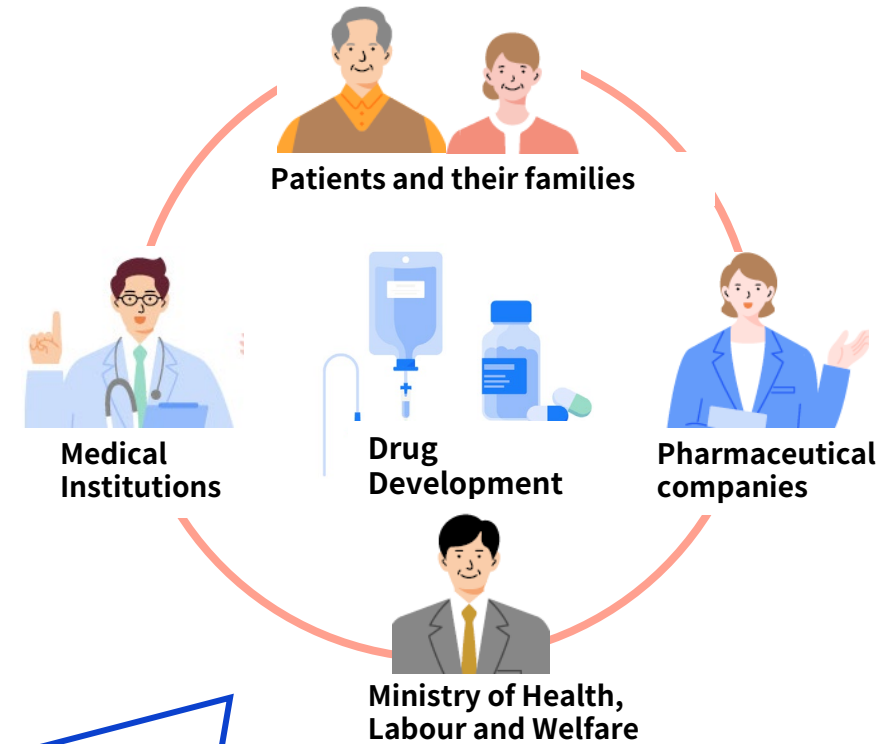 Patients and their families
Medical
Institutions
Drug
Development
Pharmaceutical
companies
Ministry of Health,
Labour and Welfare